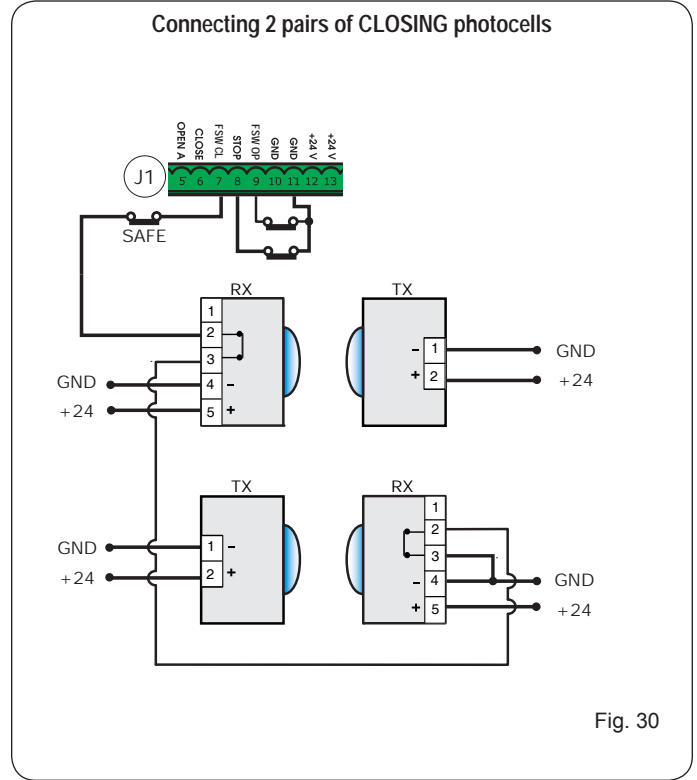 Connecting 2 pairs of CLOSING photocells
OPEN A CLOSE FSW CL STOP FSW OP GND GND +24 V +24 V
J1 5 6 7 8 9 10 11 12 13
SAFE
RX TX
1
2
3
GND 4 -
+24 5 +
- 1 GND
+ 2 +24
TX RX
GND 1 -
+24 2 +
1
2
3
- 4 GND
+ 5 +24
Fig. 30